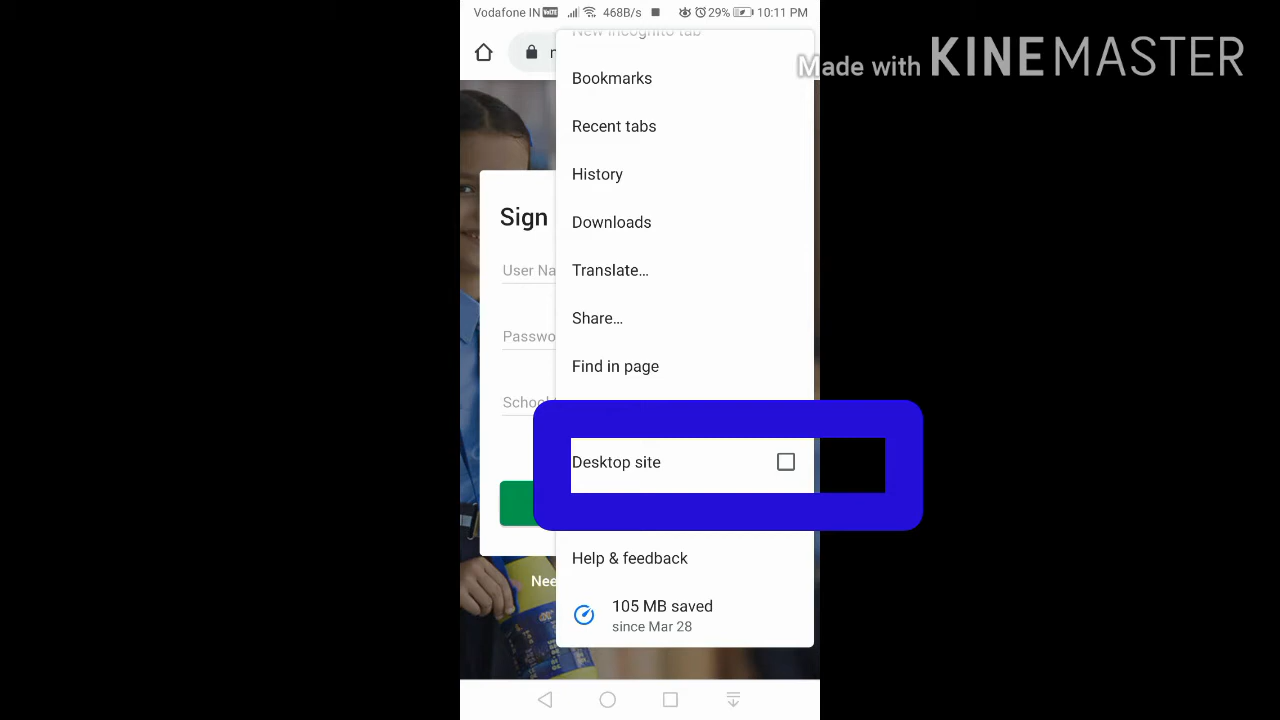 Vodafone IN VoLTE 468B/s 29% 10:11 PM
New incognito tab
Made with KINEMASTER
Bookmarks
Recent tabs
History
Sign
Downloads
User Na
Translate...
Share...
Passwo
Find in page
School
Desktop site
Help & feedback
Nee
105 MB saved
since Mar 28